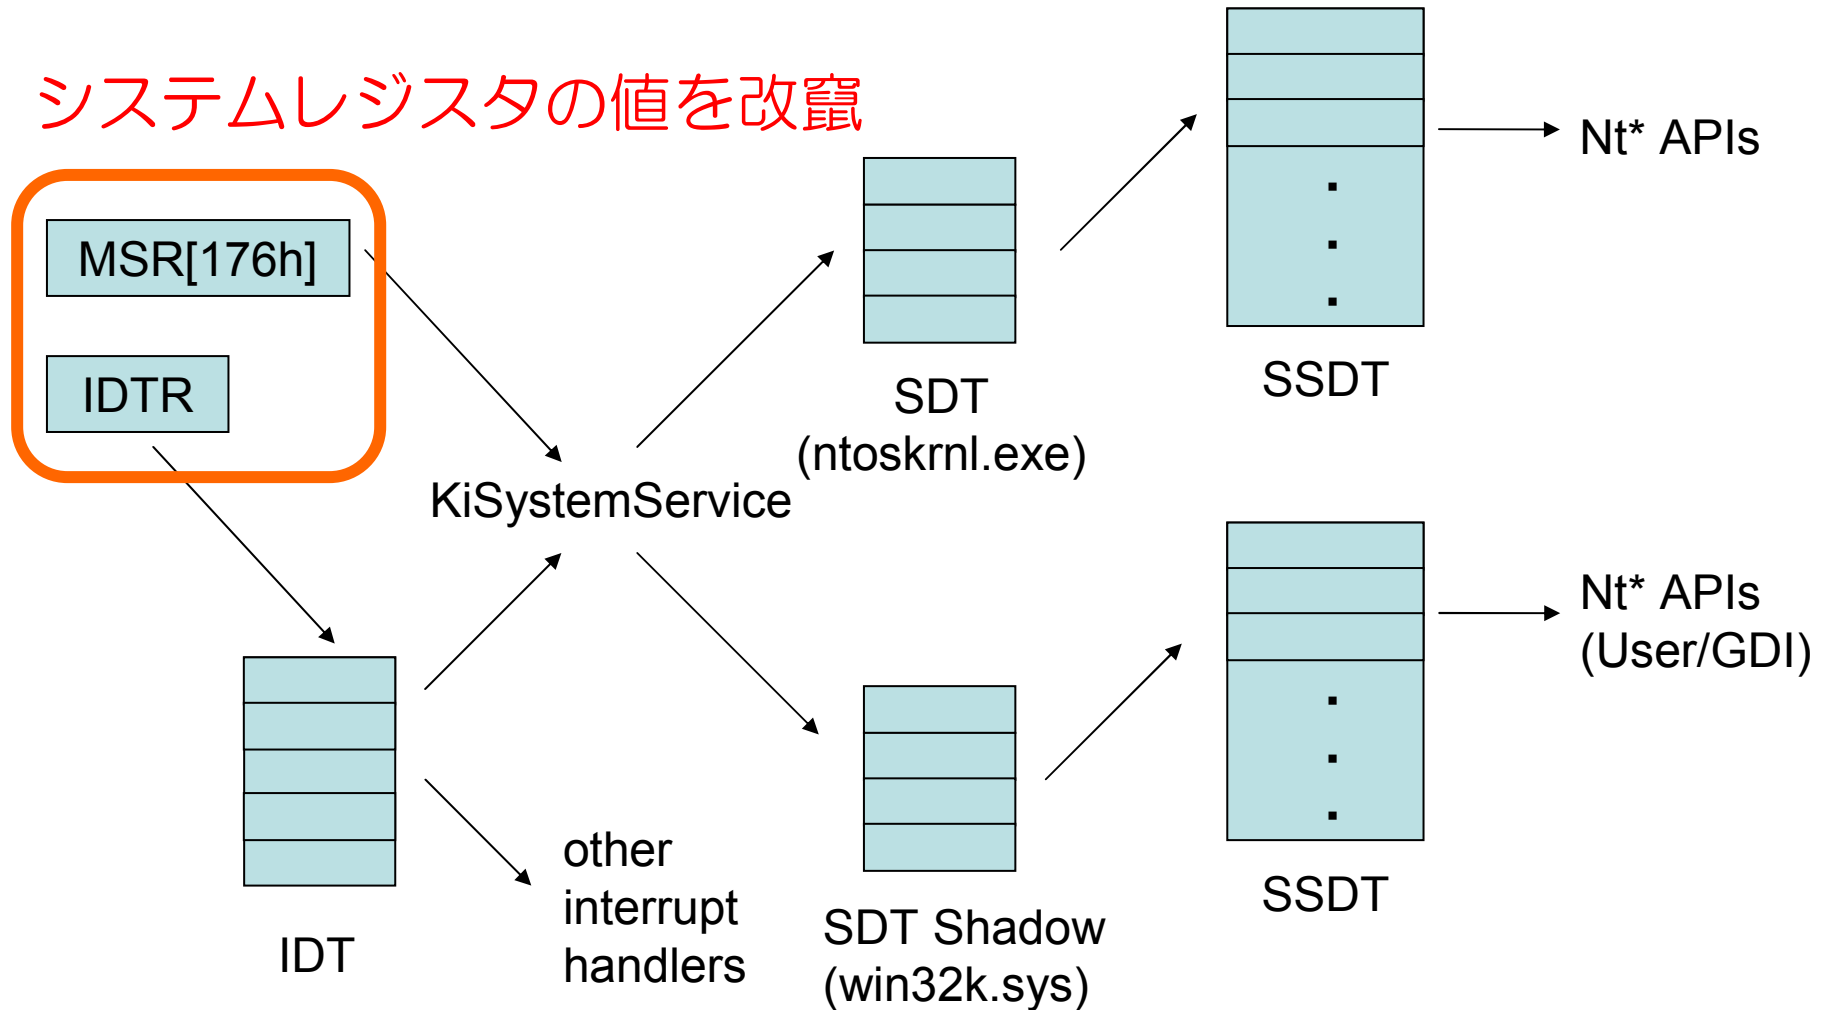 システムレジスタの値を改竄
MSR[176h]
IDTR
KiSystemService
IDT
other
interrupt
handlers
SDT
(ntoskrnl.exe)
SDT Shadow
(win32k.sys)
SSDT
Nt* APIs
SSDT
Nt* APIs
(User/GDI)